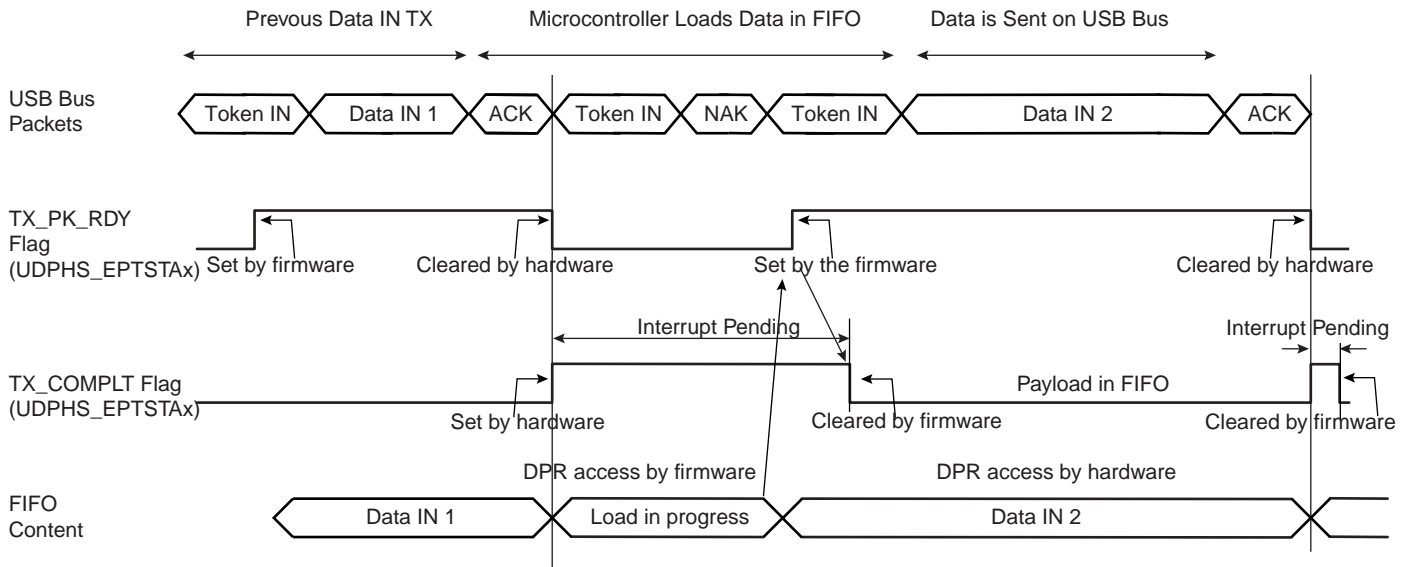 Prevous Data IN TX
Microcontroller Loads Data in FIFO
Data is Sent on USB Bus
USB Bus
Packets
Token IN
Data IN 1
ACK
Token IN
NAK
Token IN
Data IN 2
ACK
TX_PK_RDY
Flag
(UDPHS_EPTSTAx)
Set by firmware
Cleared by hardware
Set by the firmware
Cleared by hardware
Interrupt Pending
Interrupt Pending
TX_COMPLT Flag
(UDPHS_EPTSTAx)
Payload in FIFO
Set by hardware
Cleared by firmware
Cleared by firmware
DPR access by firmware
DPR access by hardware
FIFO
Content
Data IN 1
Load in progress
Data IN 2